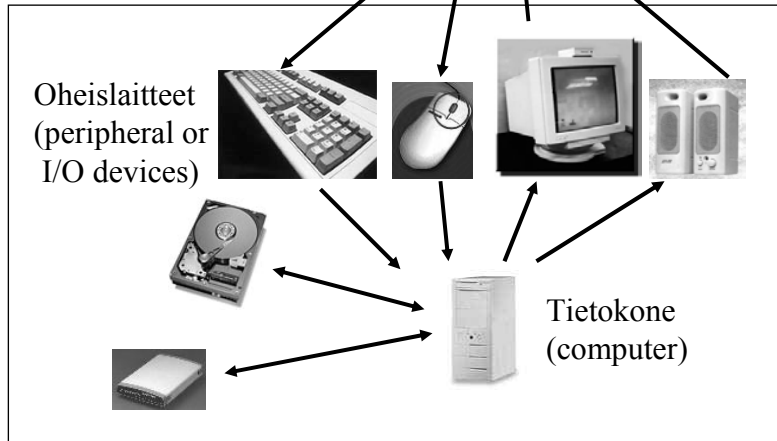 Oheislaitteet
(peripheral or
I/O devices)
Tietokone
(computer)